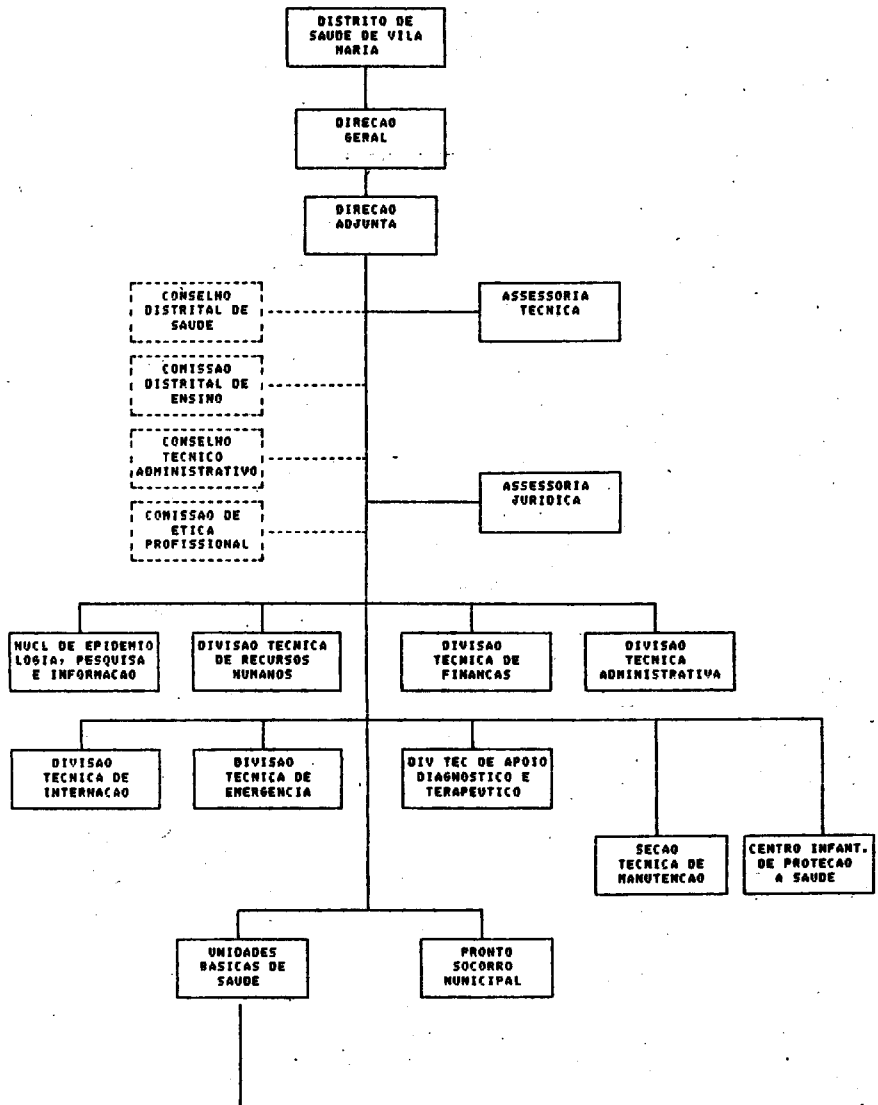 DISTRITO DE
SAUDE DE VILA
MARIA
DIRECAO
GERAL
DIRECAO
ADJUNTA
CONSELHO
DISTRITAL DE
SAUDE
ASSESSORIA
TECNICA
COMISSAO
DISTRITAL DE
ENSINO
CONSELHO
TECNICO
ADMINISTRATIVO
ASSESSORIA
JURIDICA
COMISSAO DE
ETICA
PROFISSIONAL
NUCL DE EPIDEMIO
LOGIA, PESQUISA
E INFORMACAO
DIVISAO TECNICA
DE RECURSOS
HUMANOS
DIVISAO
TECNICA DE
FINANCAS
DIVISAO
TECNICA
ADMINISTRATIVA
DIVISAO
TECNICA DE
INTERNACAO
DIVISAO
TECNICA DE
EMERGENCIA
DIV TEC DE APOIO
DIAGNOSTICO E
TERAPEUTICO
SECAO
TECNICA DE
MANUTENCAO
CENTRO INFANT.
DE PROTECAO
A SAUDE
UNIDADES
BASICAS DE
SAUDE
PRONTO
SOCORRO
MUNICIPAL